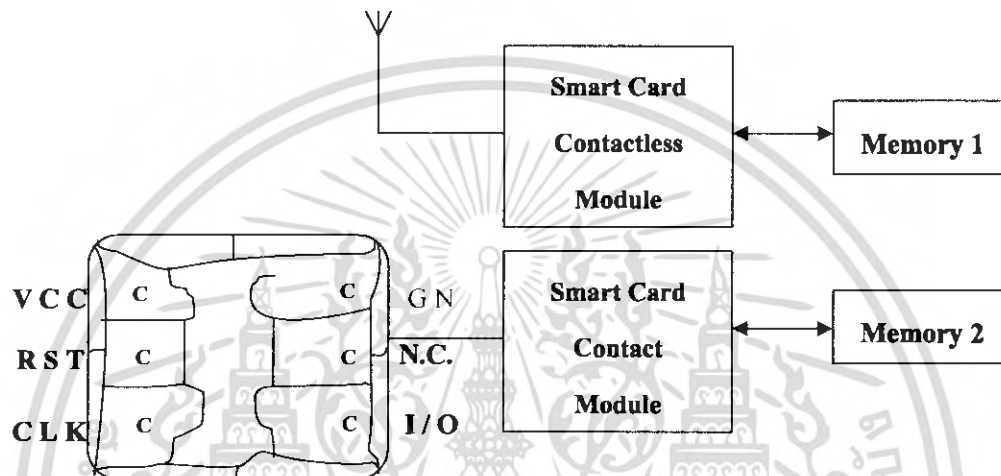 Smart Card
Contactless
Module
Memory 1
Smart Card
Contact
Module
Memory 2
VCC C C GN
RST C C N.C.
CLK C C I/O